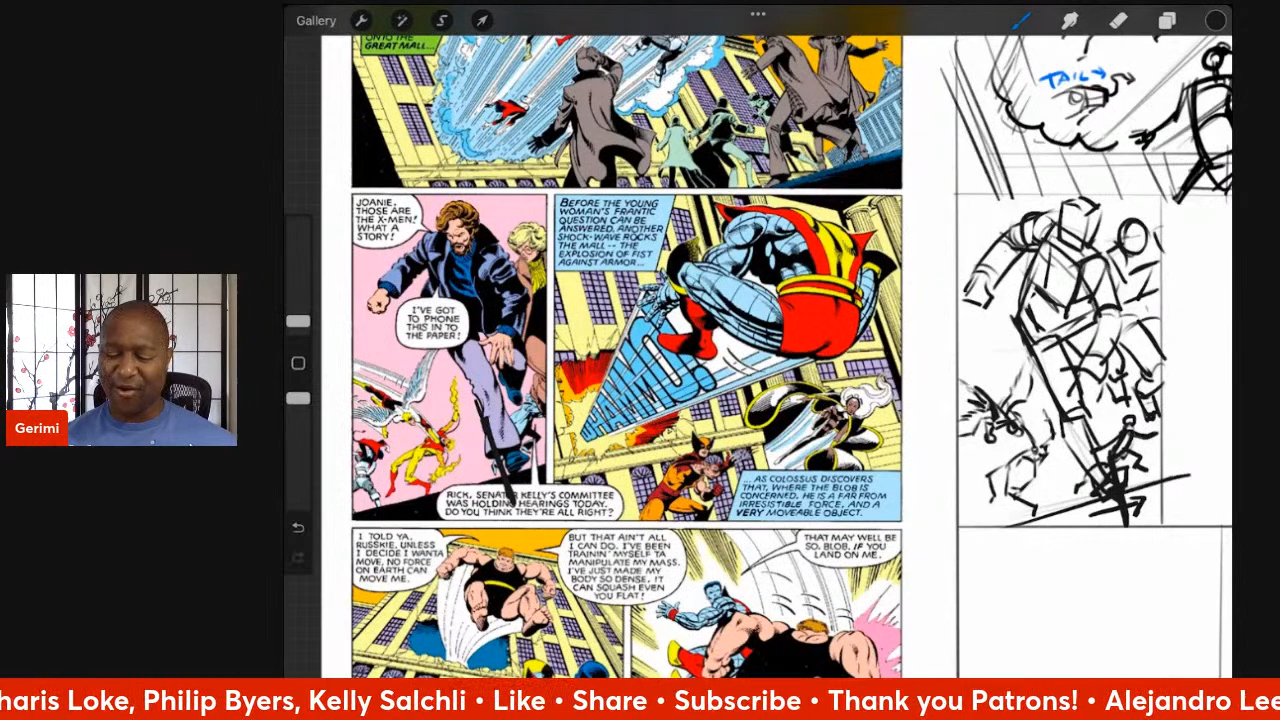 Gallery
ONTO THE
GREAT MALL...
TAIL
JOANIE,
THOSE ARE
THE X-MEN!
WHAT A
STORY!
I'VE GOT
TO PHONE
THIS IN TO
THE PAPER!
RICK, SENATOR KELLY'S COMMITTEE
WAS HOLDING HEARINGS TODAY.
DO YOU THINK THEY'RE ALL RIGHT?
BEFORE THE YOUNG
WOMAN'S FRANTIC
QUESTION CAN BE
ANSWERED, ANOTHER
SHOCK-WAVE ROCKS
THE MALL -- THE
EXPLOSION OF FIST
AGAINST ARMOR...
...AS COLOSSUS DISCOVERS
THAT, WHERE THE BLOB IS
CONCERNED, HE IS A FAR FROM
IRRESISTIBLE FORCE, AND A
VERY MOVEABLE OBJECT.
I TOLD YA,
RUSSKIE, UNLESS
I DECIDE I WANTA
MOVE, NO FORCE
ON EARTH CAN
MOVE ME.
BUT THAT AIN'T ALL
I CAN DO. I'VE BEEN
TRAININ' MYSELF TA
MANIPULATE MY MASS.
I'VE JUST MADE MY
BODY SO DENSE, IT
CAN SQUASH EVEN
YOU FLAT!
THAT MAY WELL BE
SO, BLOB. IF YOU
LAND ON ME.
Gerimi
haris Loke, Philip Byers, Kelly Salchli • Like • Share • Subscribe • Thank you Patrons! • Alejandro Lee